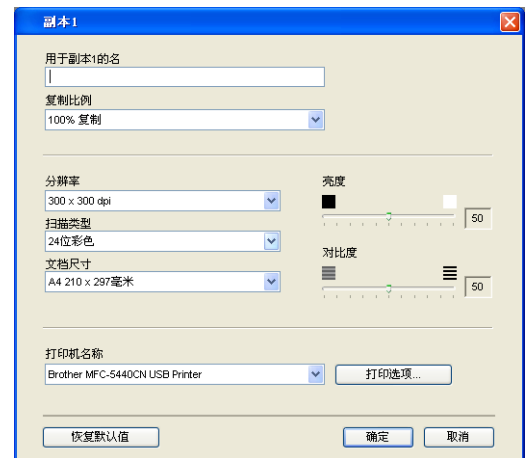 副本1
用于副本1的名
复制比例
100% 复制
分辨率
300 x 300 dpi
扫描类型
24位彩色
文档尺寸
A4 210 x 297毫米
亮度
50
对比度
50
打印机名称
Brother MFC-5440CN USB Printer
打印选项...
恢复默认值
确定
取消